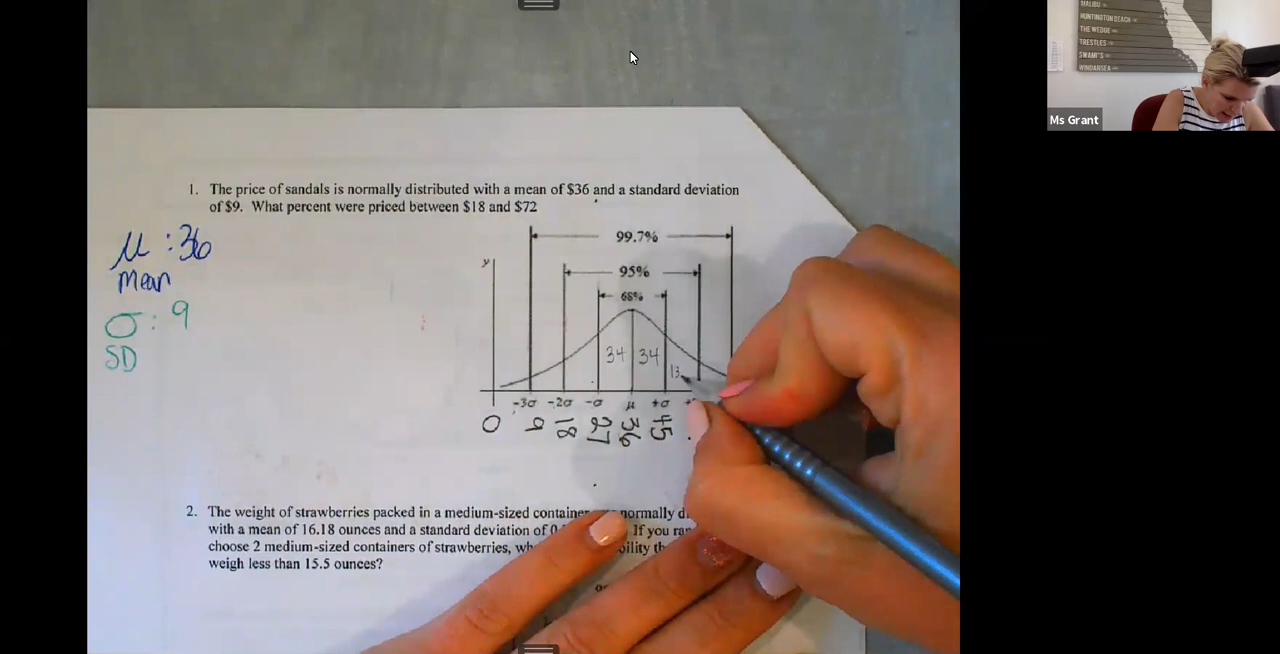 MALIBU
HUNTINGTON BEACH
THE WEDGE
TRESTLES
SWAMI'S
WINDANSEA
Ms Grant
1. The price of sandals is normally distributed with a mean of $36 and a standard deviation
of $9. What percent were priced between $18 and $72
μ : 36
Mean
σ : 9
SD
99.7%
y
95%
68%
34 34 13
-3σ -2σ -σ μ +σ
0 9 18 27 36 45
2. The weight of strawberries packed in a medium-sized container normally
with a mean of 16.18 ounces and a standard deviation of If you
choose 2 medium-sized containers of strawberries,
weigh less than 15.5 ounces?